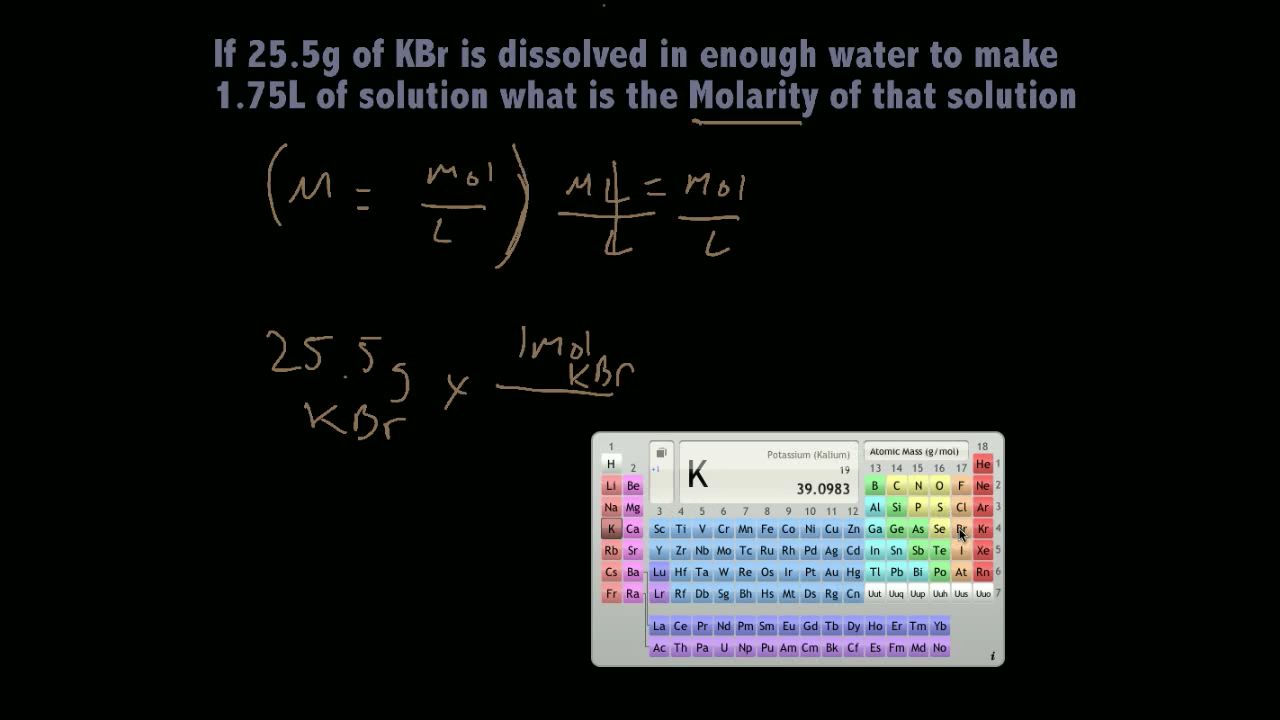 If 25.5g of KBr is dissolved in enough water to make
1.75L of solution what is the Molarity of that solution
(M = mol/L) ML/L = mol/L
25.5g KBr x 1mol KBr
1 18
H Potassium (Kalium) Atomic Mass (g/mol) He 1
2 +1 K 19 13 14 15 16 17
Li Be 39.0983 B C N O F Ne 2
Na Mg 3 4 5 6 7 8 9 10 11 12 Al Si P S Cl Ar 3
K Ca Sc Ti V Cr Mn Fe Co Ni Cu Zn Ga Ge As Se Br Kr 4
Rb Sr Y Zr Nb Mo Tc Ru Rh Pd Ag Cd In Sn Sb Te I Xe 5
Cs Ba Lu Hf Ta W Re Os Ir Pt Au Hg Tl Pb Bi Po At Rn 6
Fr Ra Lr Rf Db Sg Bh Hs Mt Ds Rg Cn Uut Uuq Uup Uuh Uus Uuo 7
La Ce Pr Nd Pm Sm Eu Gd Tb Dy Ho Er Tm Yb
Ac Th Pa U Np Pu Am Cm Bk Cf Es Fm Md No
i